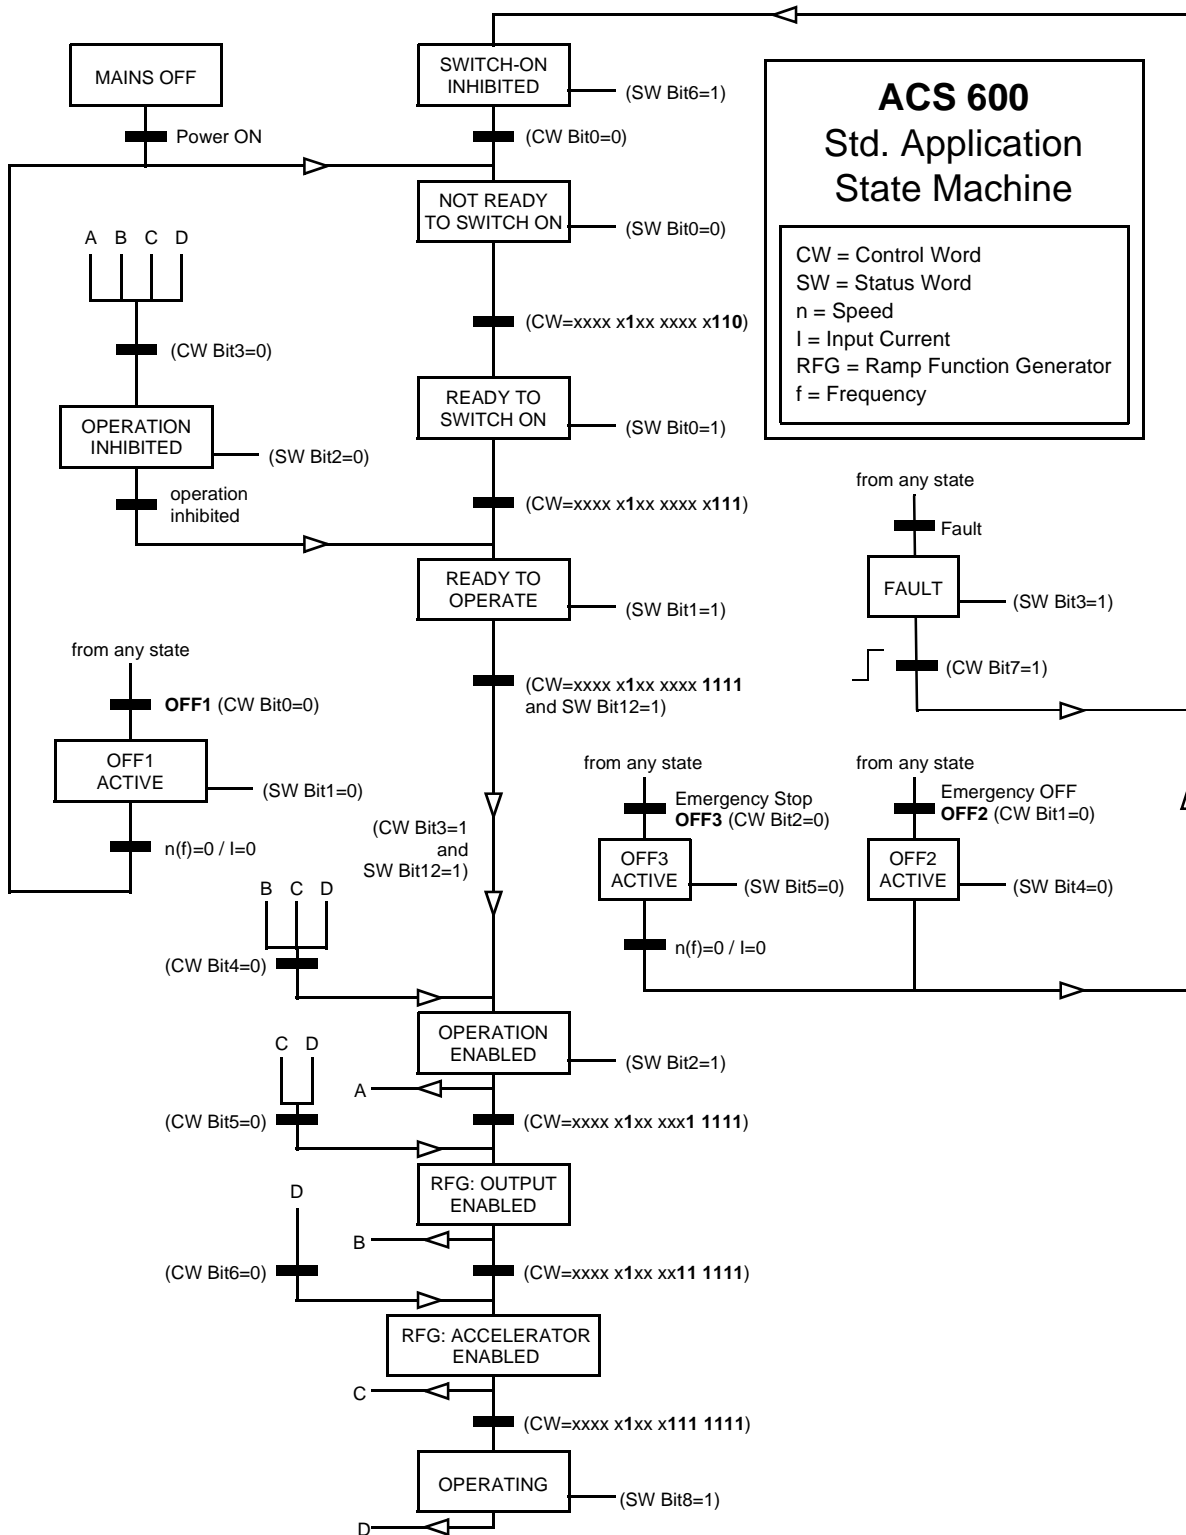 MAINS OFF
Power ON
SWITCH-ON
INHIBITED
(SW Bit6=1)
(CW Bit0=0)
ACS 600
Std. Application
State Machine
CW = Control Word
SW = Status Word
n = Speed
I = Input Current
RFG = Ramp Function Generator
f = Frequency
NOT READY
TO SWITCH ON
(SW Bit0=0)
A B C D
(CW Bit3=0)
(CW=xxxx x1xx xxxx x110)
OPERATION
INHIBITED
(SW Bit2=0)
operation
inhibited
READY TO
SWITCH ON
(SW Bit0=1)
(CW=xxxx x1xx xxxx x111)
from any state
Fault
FAULT
(SW Bit3=1)
(CW Bit7=1)
READY TO
OPERATE
(SW Bit1=1)
(CW=xxxx x1xx xxxx 1111
and SW Bit12=1)
from any state
OFF1 (CW Bit0=0)
OFF1
ACTIVE
(SW Bit1=0)
n(f)=0 / I=0
(CW Bit3=1
and
SW Bit12=1)
from any state
Emergency Stop
OFF3 (CW Bit2=0)
OFF3
ACTIVE
(SW Bit5=0)
n(f)=0 / I=0
from any state
Emergency OFF
OFF2 (CW Bit1=0)
OFF2
ACTIVE
(SW Bit4=0)
B C D
(CW Bit4=0)
OPERATION
ENABLED
(SW Bit2=1)
A
C D
(CW Bit5=0)
(CW=xxxx x1xx xxx1 1111)
RFG: OUTPUT
ENABLED
B
D
(CW Bit6=0)
(CW=xxxx x1xx xx11 1111)
RFG: ACCELERATOR
ENABLED
C
(CW=xxxx x1xx x111 1111)
OPERATING
(SW Bit8=1)
D